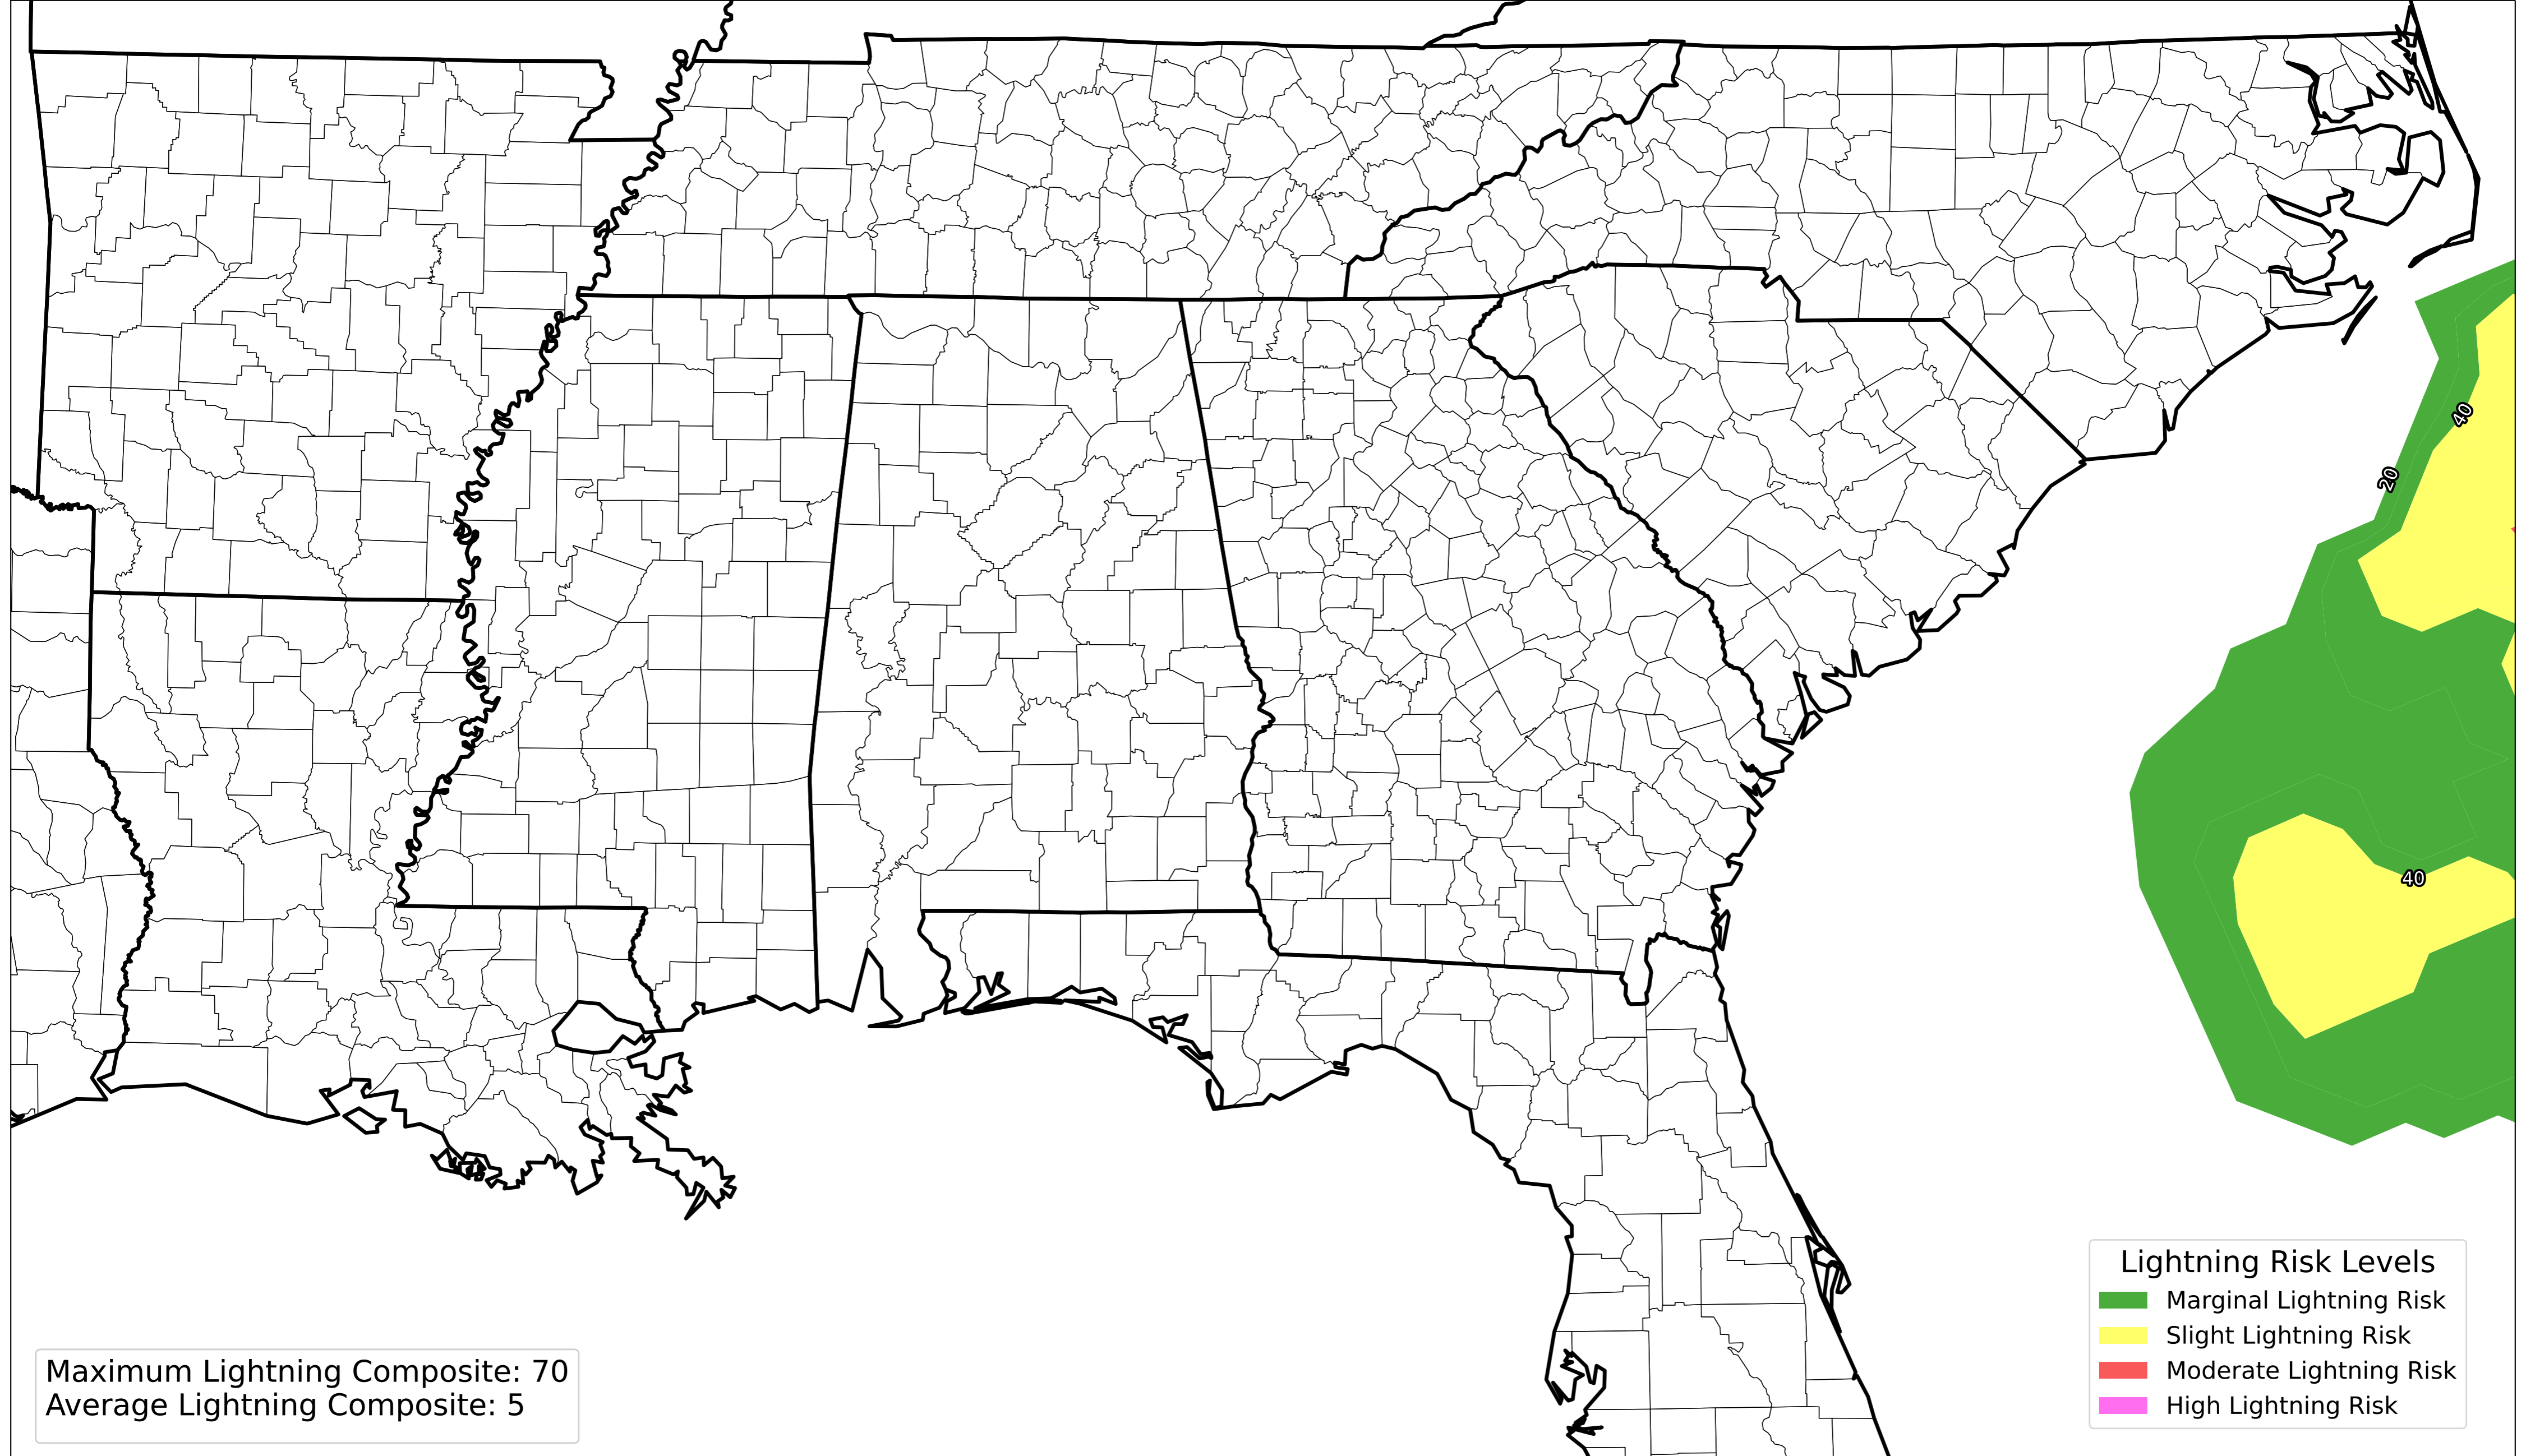 40
20
40
Lightning Risk Levels
Marginal Lightning Risk
Slight Lightning Risk
Moderate Lightning Risk
High Lightning Risk
Maximum Lightning Composite: 70
Average Lightning Composite: 5